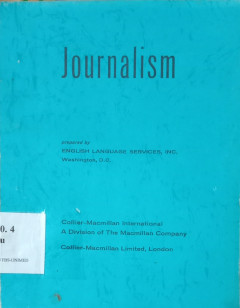 Journalism
prepared by
ENGLISH LANGUAGE SERVICES, INC.
Washington, D.C.
0. 4
u
Collier-Macmillan International
A Division of The Macmillan Company
Collier-Macmillan Limited, London